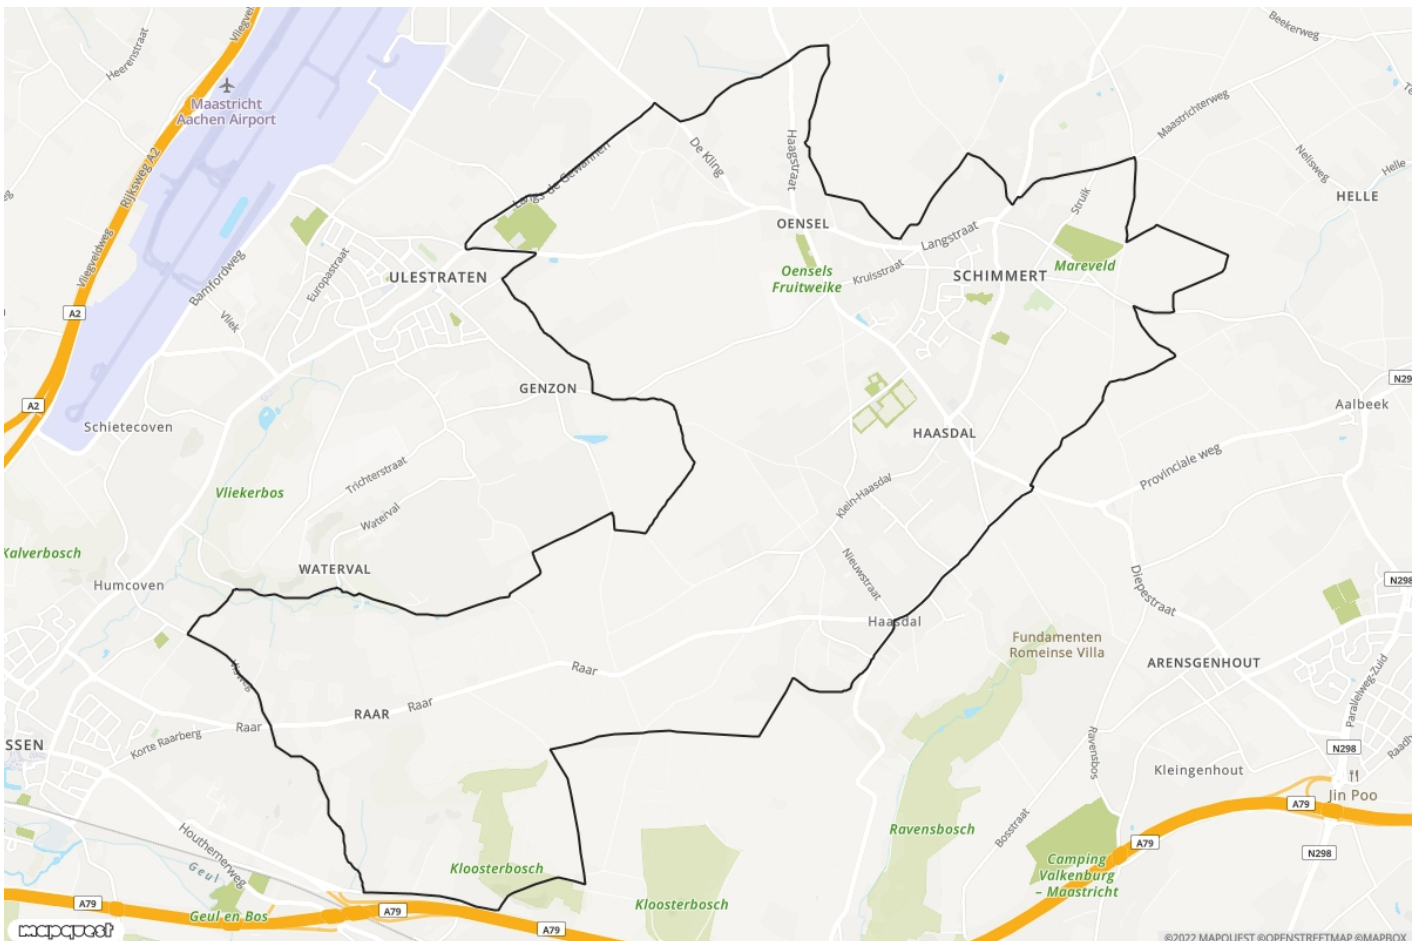 Vliegvel
Heerenstraat
Beekerweg
Maastricht
Aachen Airport
Rijksweg A2
Maastrichterweg
De Kling
Haagstraat
Langs de Gewannen
Nelisweg
Helle
HELLE
Struik
OENSEL
Langstraat
Vliegveldweg
Bamfordweg
Europastraat
ULESTRATEN
Oensels
Fruitweike
Kruisstraat
SCHIMMERT
Mareveld
A2
Vliek
GENZON
N29
A2
Aalbeek
Schietecoven
HAASDAL
Trichterstraat
Provinciale weg
Vliekerbos
Klein-Haasdal
Waterval
Kalverbosch
WATERVAL
Humcoven
Nieuwstraat
Diepestraat
N298
Haasdal
Fundamenten
Romeinse Villa
ARENSGENHOUT
Raar
Parallelweg-Zuid
RAAR
Raar
Raar
Korte Raarberg
SSEN
Ravensbos
N298
Raadh
Kleingenhout
Jin Poo
A79
Houthemerweg
Geul
Ravensbosch
Bosstraat
A79
N298
Kloosterbosch
Camping
Valkenburg
– Maastricht
A79
Geul en Bos
A79
Kloosterbosch
A79
mapquest
©2022 MAPQUEST ©OPENSTREETMAP ©MAPBOX